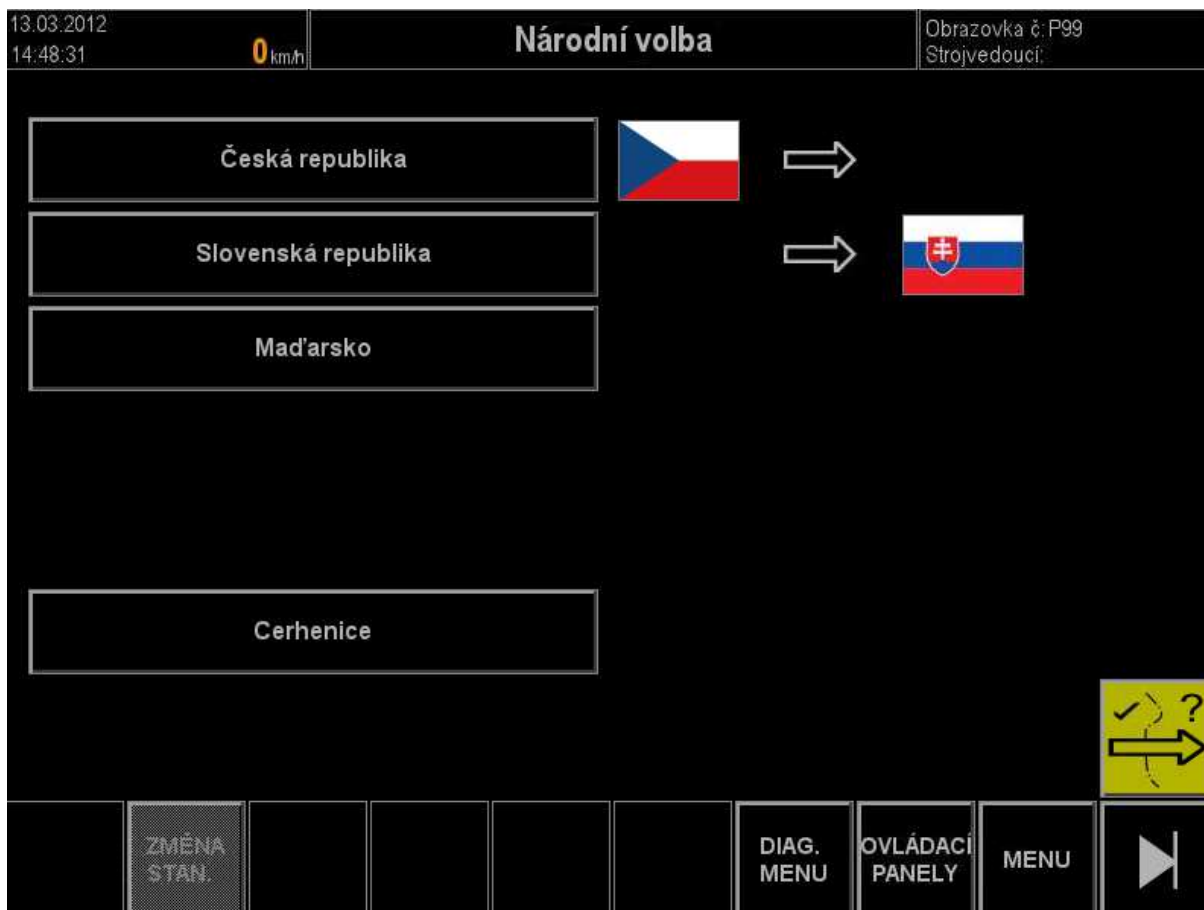 13.03.2012
14:48:31
0 km/h
Národní volba
Obrazovka č:P99
Strojvedoucí:
Česká republika
Slovenská republika
Maďarsko
Cerhenice
?
ZMĚNA
STAN.
DIAG.
MENU
OVLÁDACÍ
PANELY
MENU